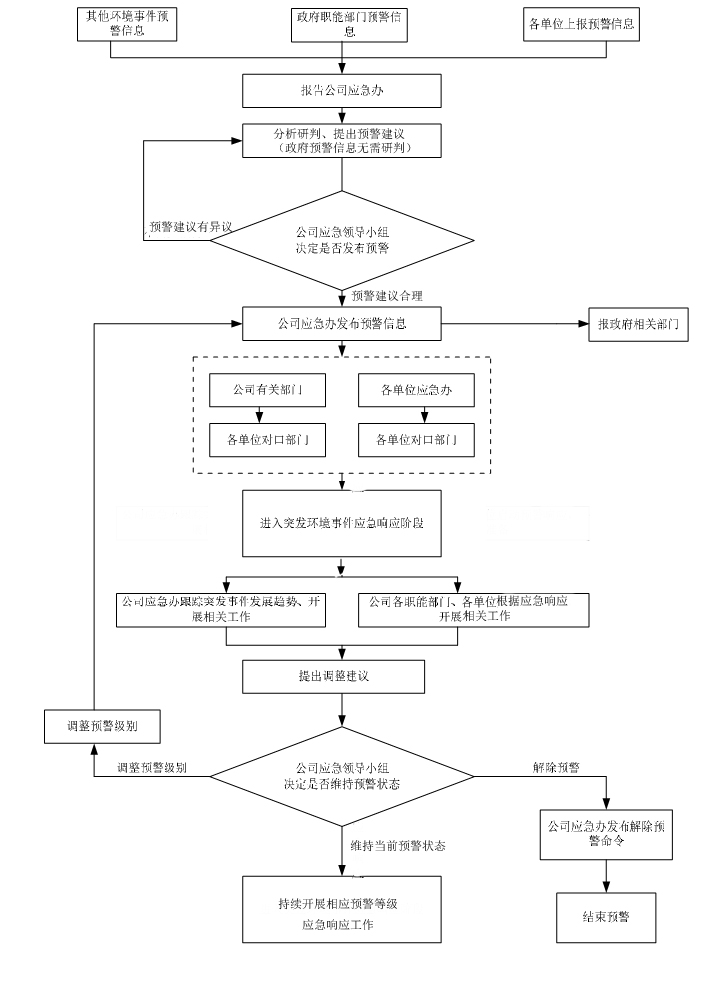 其他环境事件预
警信息
政府职能部门预警信
息
各单位上报预警信息
报告公司应急办
分析研判、提出预警建议
（政府预警信息无需研判）
预警建议有异议
公司应急领导小组
决定是否发布预警
预警建议合理
公司应急办发布预警信息
报政府相关部门
公司有关部门
各单位应急办
各单位对口部门
各单位对口部门
进入突发环境事件应急响应阶段
公司应急办跟踪突发事件发展趋势、开
展相关工作
公司各职能部门、各单位根据应急响应
开展相关工作
提出调整建议
调整预警级别
调整预警级别
公司应急领导小组
决定是否维持预警状态
解除预警
公司应急办发布解除预
警命令
维持当前预警状态
持续开展相应预警等级
应急响应工作
结束预警